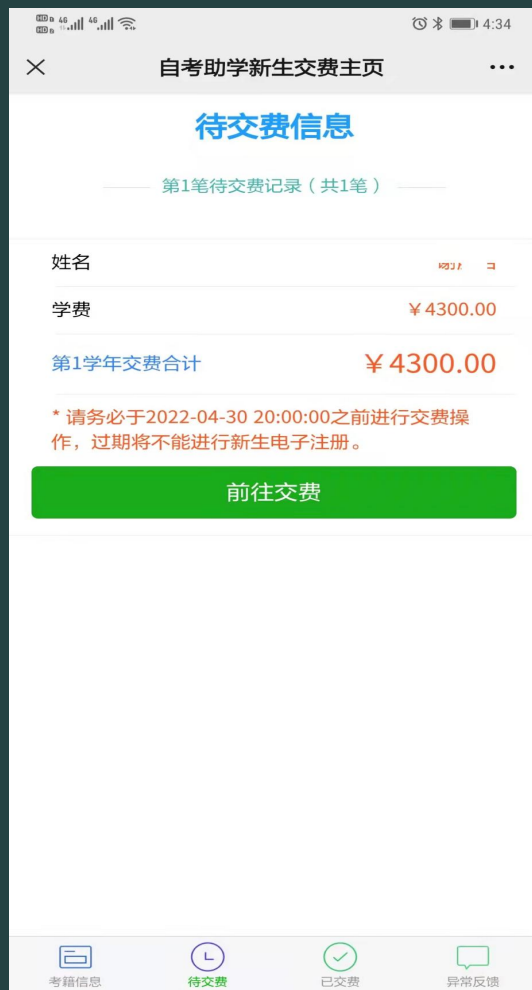 4:34
自考助学新生交费主页
待交费信息
第1笔待交费记录（共1笔）
姓名
学费
￥4300.00
第1学年交费合计
￥4300.00
* 请务必于2022-04-30 20:00:00之前进行交费操
作，过期将不能进行新生电子注册。
前往交费
考籍信息
待交费
已交费
异常反馈